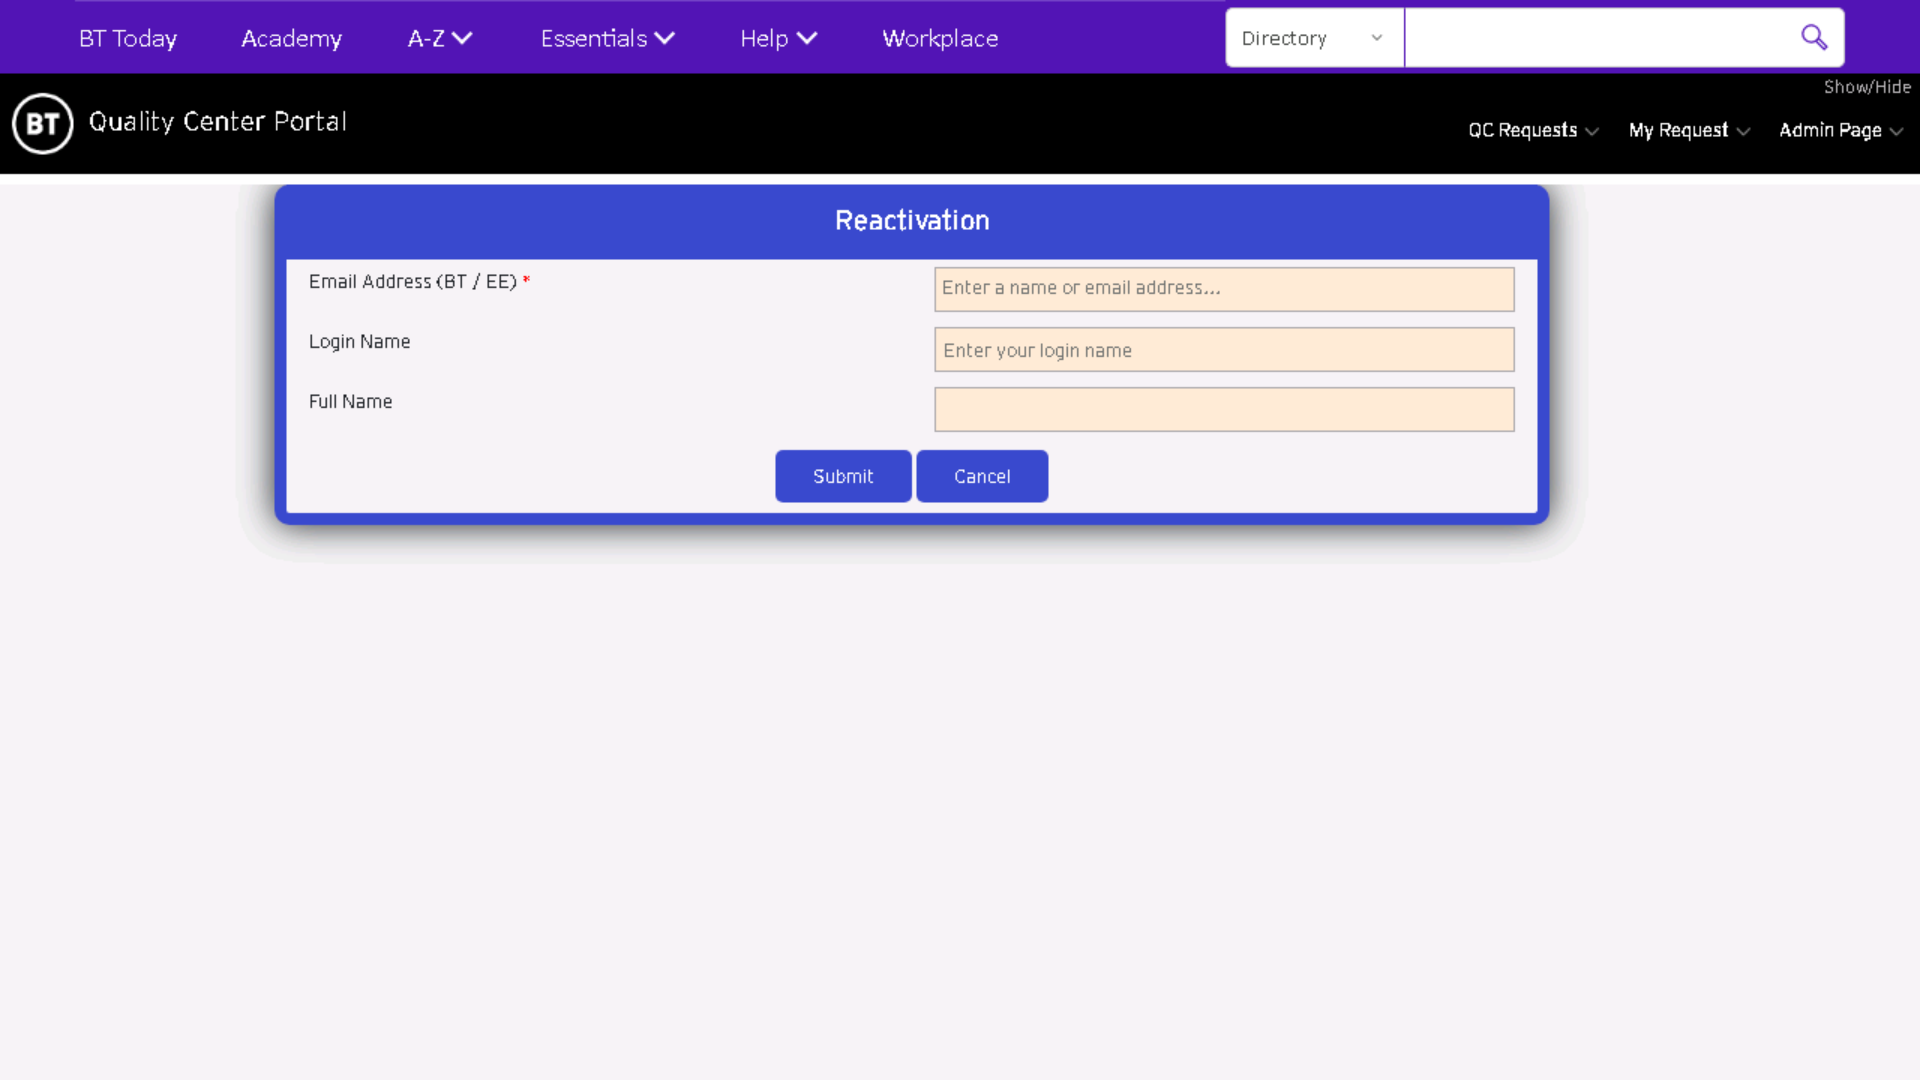 BT Today Academy A-Z Essentials Help Workplace Directory
Show/Hide
BT Quality Center Portal
QC Requests My Request Admin Page
Reactivation
Email Address (BT / EE) * Enter a name or email address...
Login Name Enter your login name
Full Name
Submit Cancel